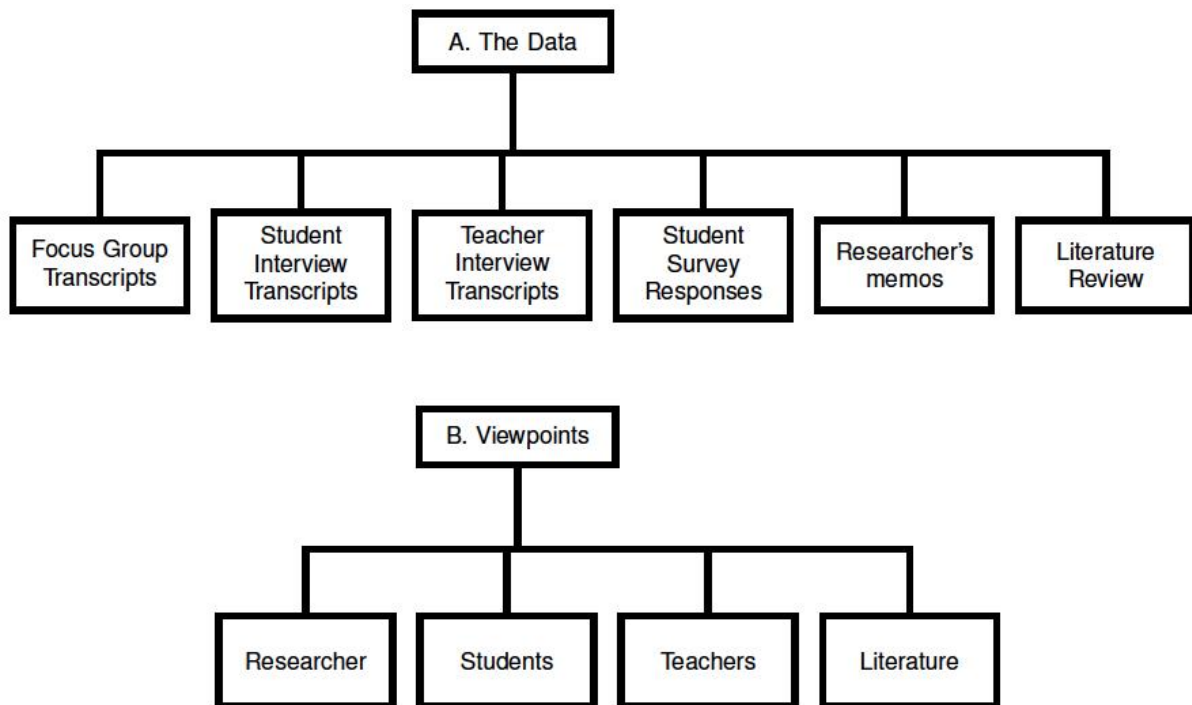 A. The Data
Focus Group
Transcripts
Student
Interview
Transcripts
Teacher
Interview
Transcripts
Student
Survey
Responses
Researcher's
memos
Literature
Review
B. Viewpoints
Researcher
Students
Teachers
Literature